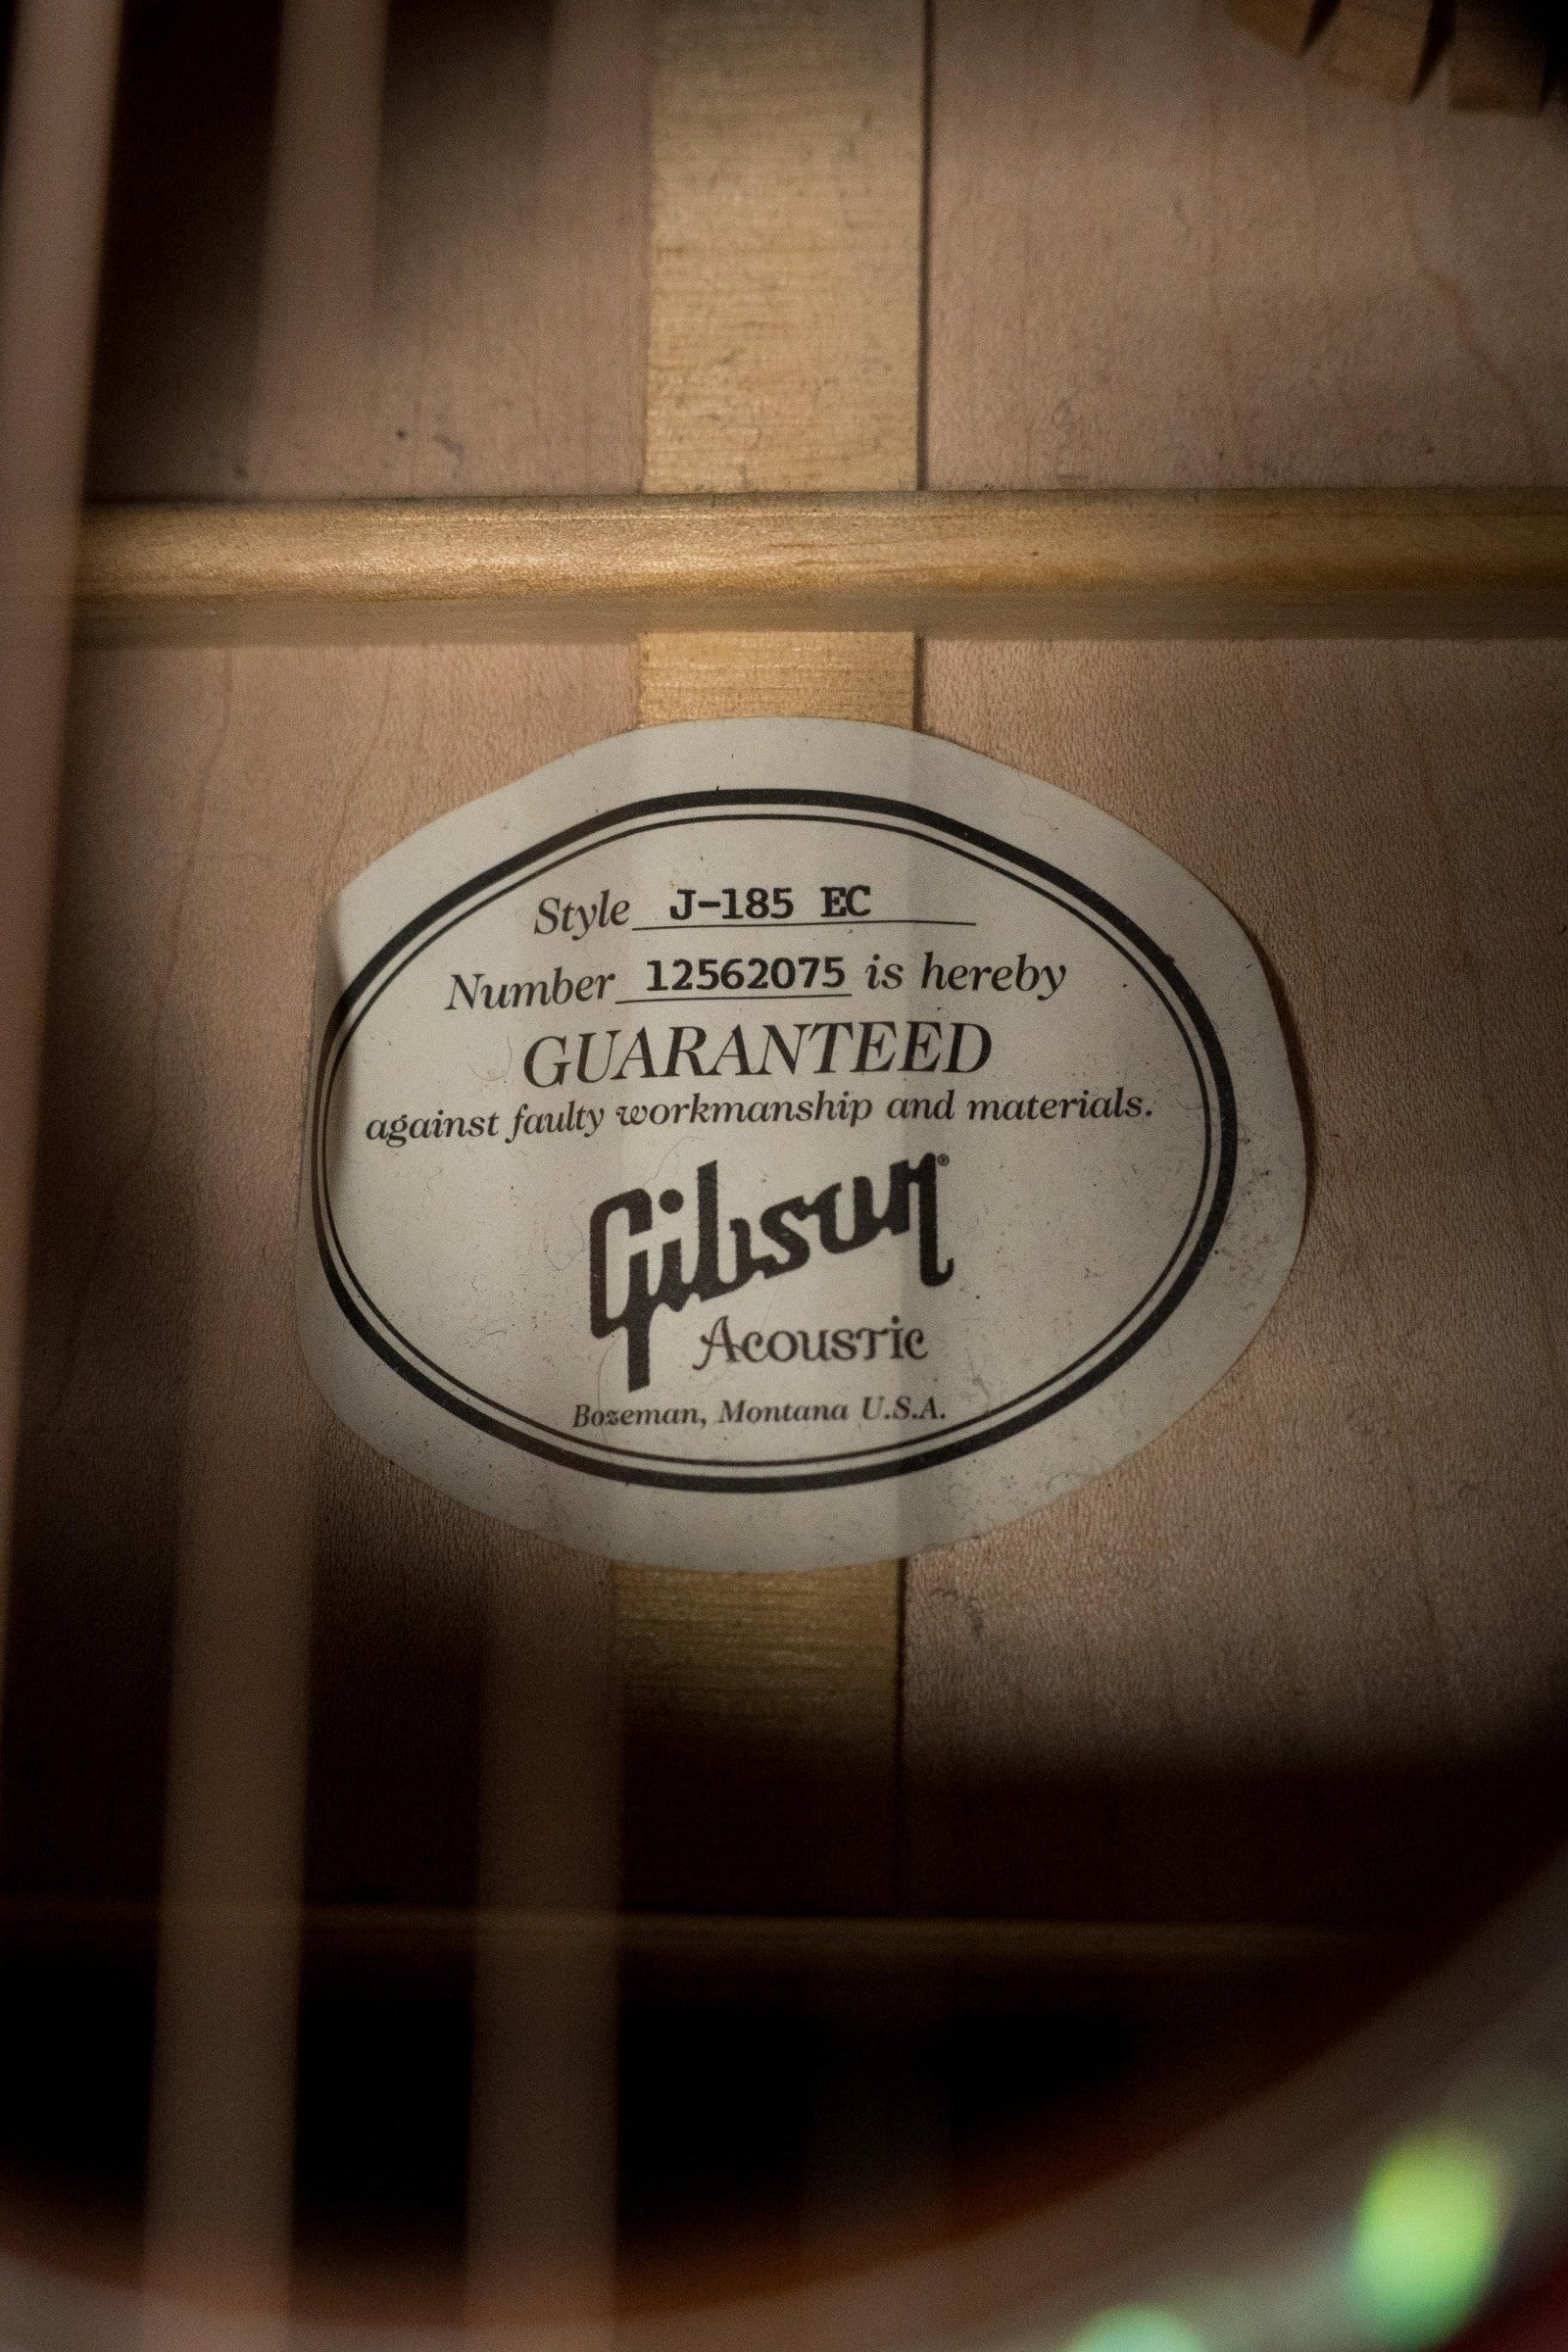 Style J-185 EC
Number 12562075 is hereby
GUARANTEED
against faulty workmanship and materials.
Gibson®
Acoustic
Bozeman, Montana U.S.A.